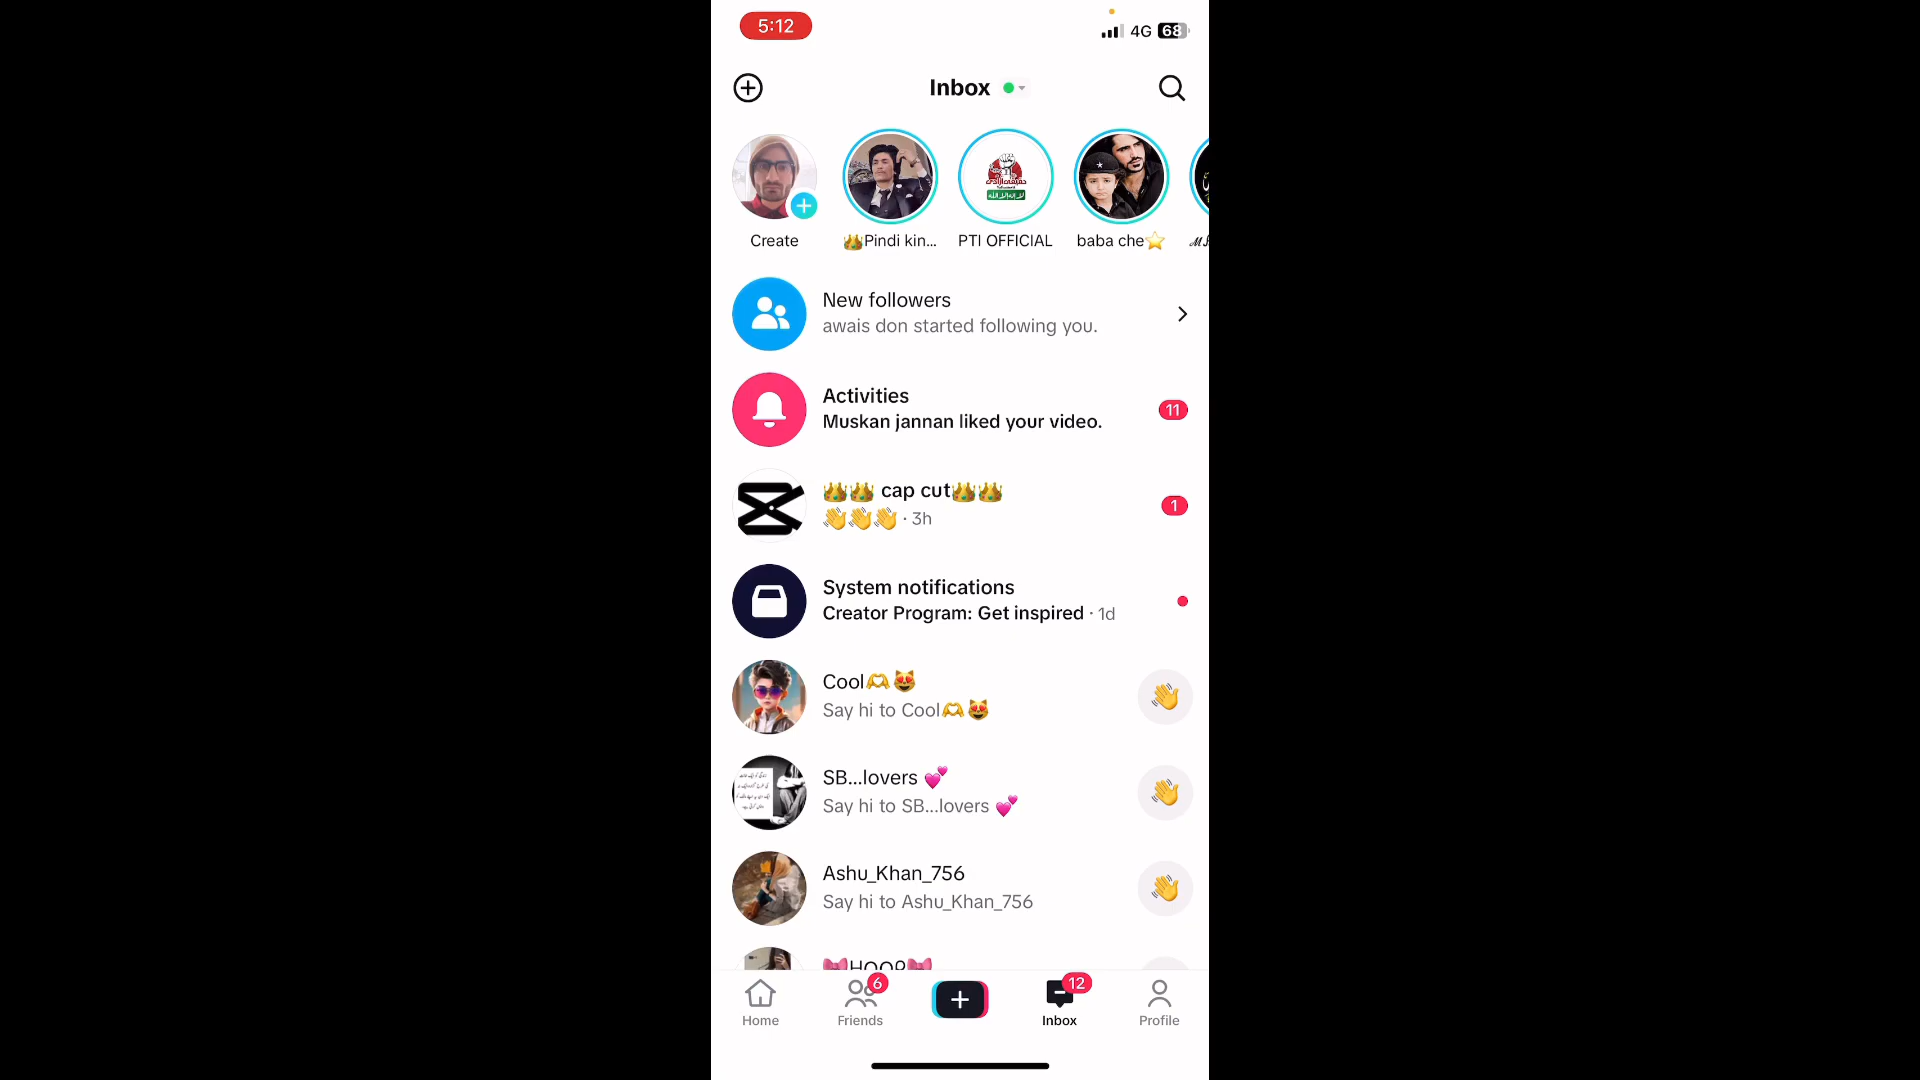 5:12
4G 68
Inbox
Create
👑Pindi kin...
PTI OFFICIAL
baba che⭐
New followers
awais don started following you.
Activities
Muskan jannan liked your video.
11
👑👑 cap cut👑👑
👋👋👋 · 3h
1
System notifications
Creator Program: Get inspired · 1d
Cool🫶😻
Say hi to Cool🫶😻
SB...lovers 💕
Say hi to SB...lovers 💕
Ashu_Khan_756
Say hi to Ashu_Khan_756
6
12
Home
Friends
Inbox
Profile